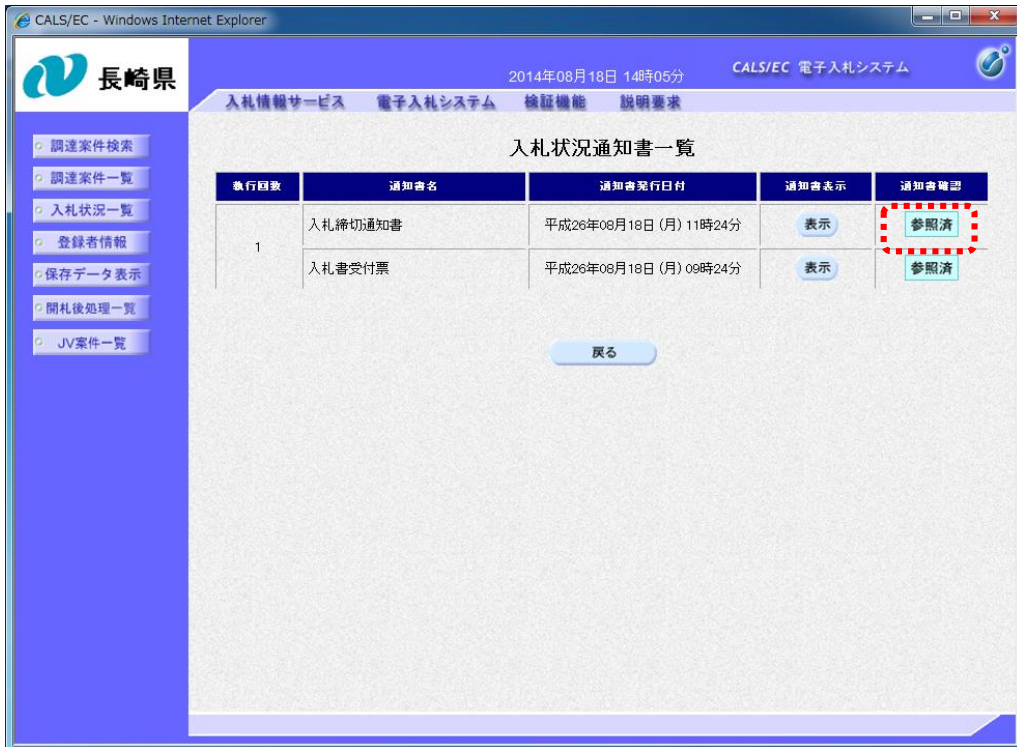 CALS/EC - Windows Internet Explorer
長崎県
2014年08月18日 14時05分
CALS/EC 電子入札システム
入札情報サービス 電子入札システム 検証機能 説明要求
調達案件検索
調達案件一覧
入札状況一覧
登録者情報
保存データ表示
開札後処理一覧
JV案件一覧
入札状況通知書一覧
執行回数 通知書名 通知書発行日付 通知書表示 通知書確認
1
入札締切通知書 平成26年08月18日 (月) 11時24分 表示 参照済
入札書受付票 平成26年08月18日 (月) 09時24分 表示 参照済
戻る